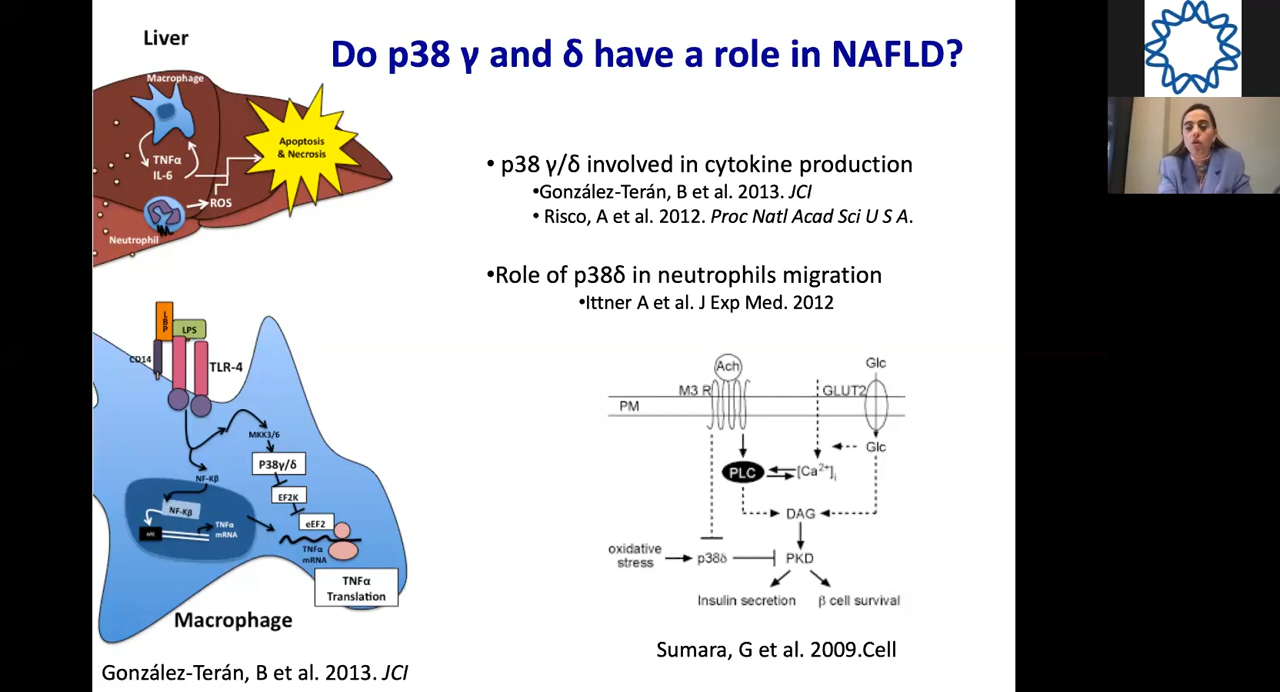 Do p38 γ and δ have a role in NAFLD?
Liver
Macrophage
TNFα
IL-6
ROS
Neutrophil
Apoptosis
& Necrosis
• p38 γ/δ involved in cytokine production
•González-Terán, B et al. 2013. JCI
• Risco, A et al. 2012. Proc Natl Acad Sci U S A.
•Role of p38δ in neutrophils migration
•Ittner A et al. J Exp Med. 2012
LBP
LPS
CD14
TLR-4
MKK3/6
P38γ/δ
NF-Kβ
EF2K
NF-Kβ
eEF2
TNFα
mRNA
TNFα
mRNA
TNFα
Translation
Macrophage
González-Terán, B et al. 2013. JCI
Ach
Glc
M3 R
GLUT2
PM
Glc
PLC
[Ca2+]i
DAG
oxidative
stress
p38δ
PKD
Insulin secretion
β cell survival
Sumara, G et al. 2009.Cell